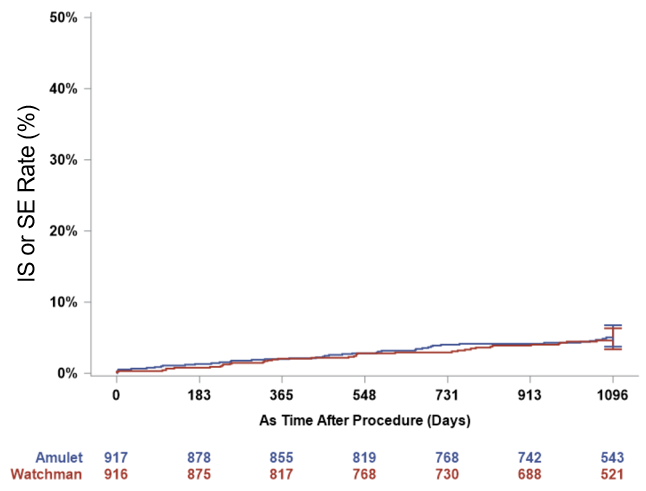 50%
40%
30%
20%
10%
0%
IS or SE Rate (%)
0 183 365 548 731 913 1096
As Time After Procedure (Days)
Amulet 917 878 855 819 768 742 543
Watchman 916 875 817 768 730 688 521